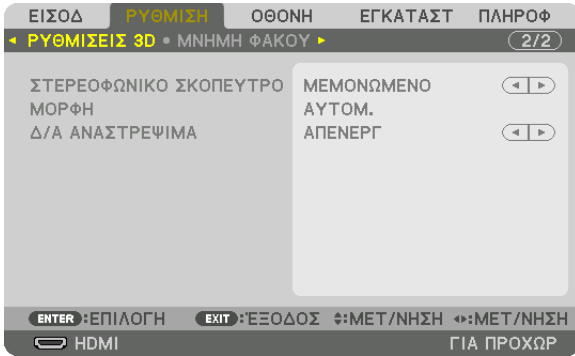 ΕΙΣΟΔ ΡΥΘΜΙΣΗ ΟΘΟΝΗ ΕΓΚΑΤΑΣΤ ΠΛΗΡΟΦ
ΡΥΘΜΙΣΕΙΣ 3D • ΜΝΗΜΗ ΦΑΚΟΥ 2/2
ΣΤΕΡΕΟΦΩΝΙΚΟ ΣΚΟΠΕΥΤΡΟ ΜΕΜΟΝΩΜΕΝΟ
ΜΟΡΦΗ ΑΥΤΟΜ.
Δ/Α ΑΝΑΣΤΡΕΨΙΜΑ ΑΠΕΝΕΡΓ
ENTER :ΕΠΙΛΟΓΗ EXIT :ΈΞΟΔΟΣ :ΜΕΤ/ΝΗΣΗ :ΜΕΤ/ΝΗΣΗ
HDMI ΓΙΑ ΠΡΟΧΩΡ